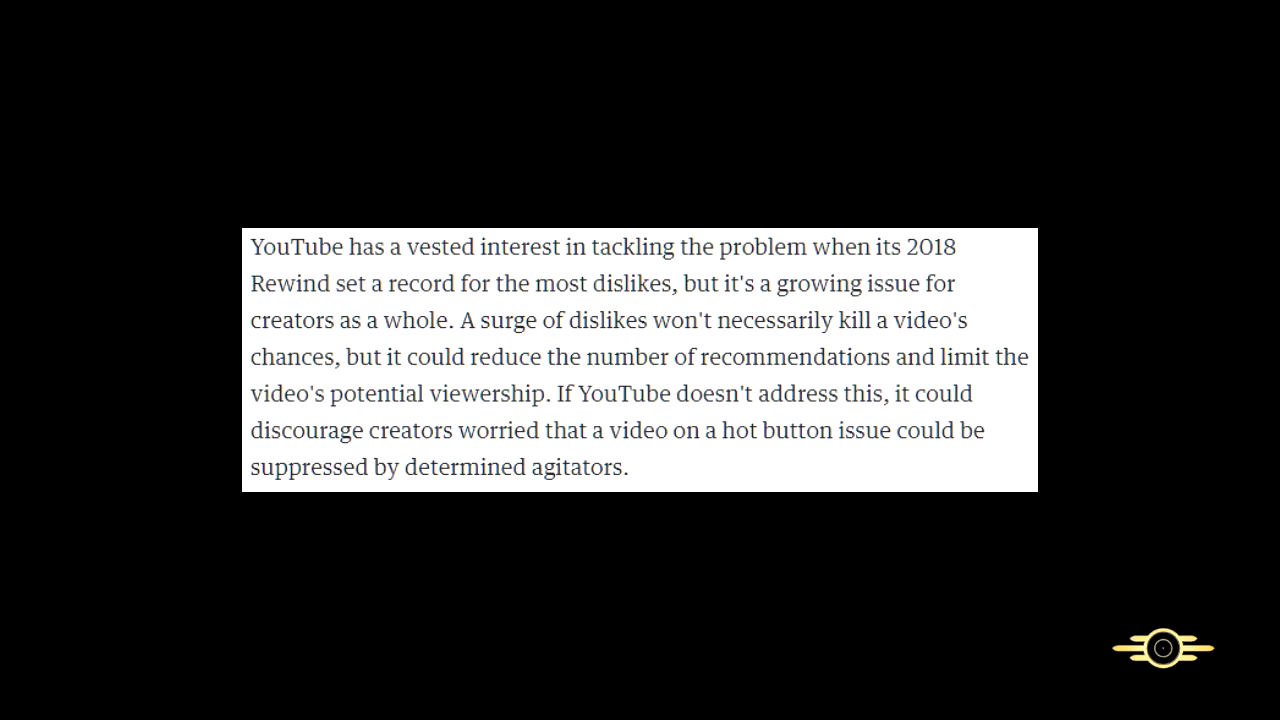 YouTube has a vested interest in tackling the problem when its 2018
Rewind set a record for the most dislikes, but it's a growing issue for
creators as a whole. A surge of dislikes won't necessarily kill a video's
chances, but it could reduce the number of recommendations and limit the
video's potential viewership. If YouTube doesn't address this, it could
discourage creators worried that a video on a hot button issue could be
suppressed by determined agitators.